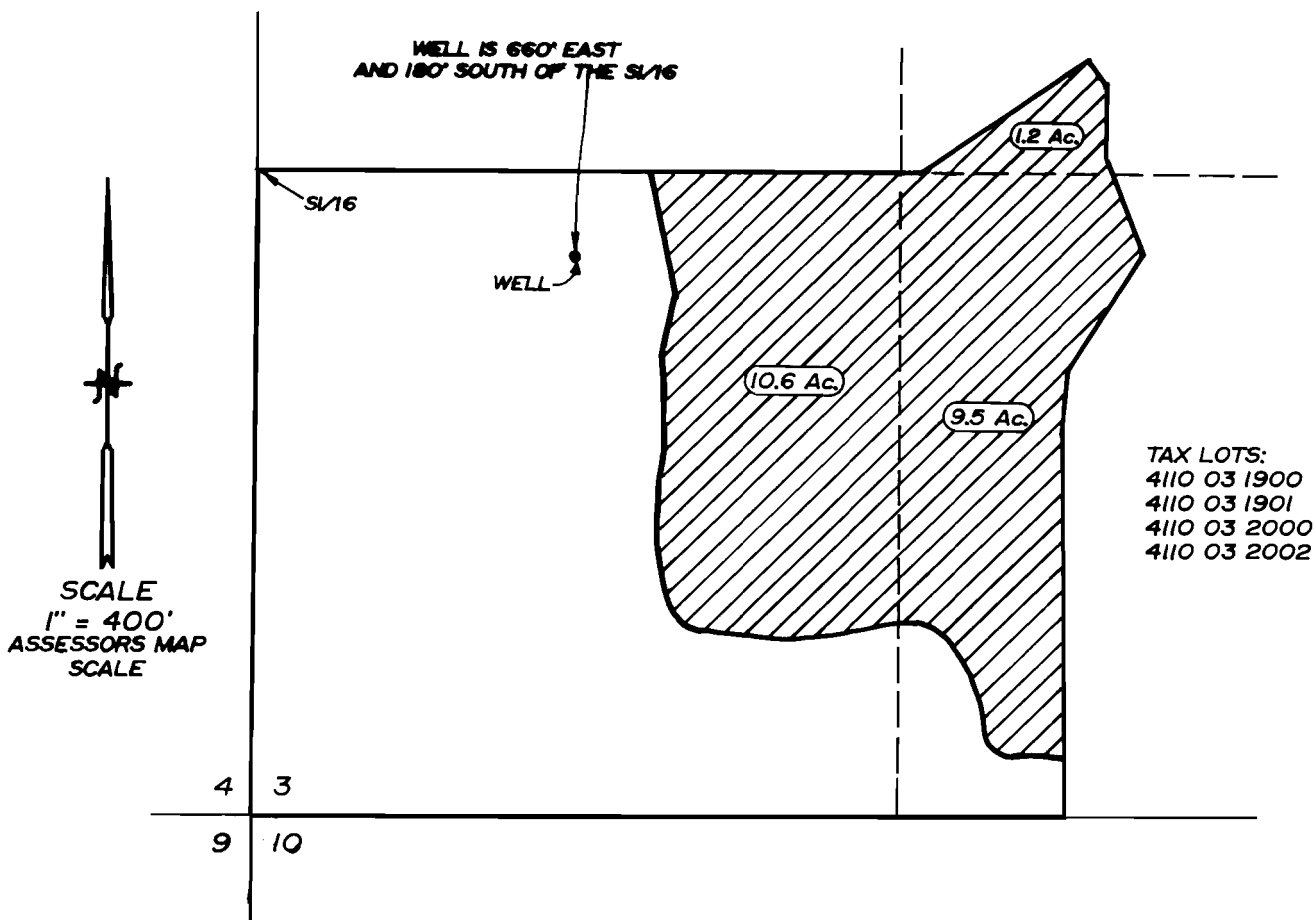 WELL IS 660' EAST
AND 180' SOUTH OF THE S1/16
1.2 Ac.
S1/16
WELL
10.6 Ac.
9.5 Ac.
TAX LOTS:
4110 03 1900
4110 03 1901
4110 03 2000
4110 03 2002
N
SCALE
1" = 400'
ASSESSORS MAP
SCALE
4 3
9 10